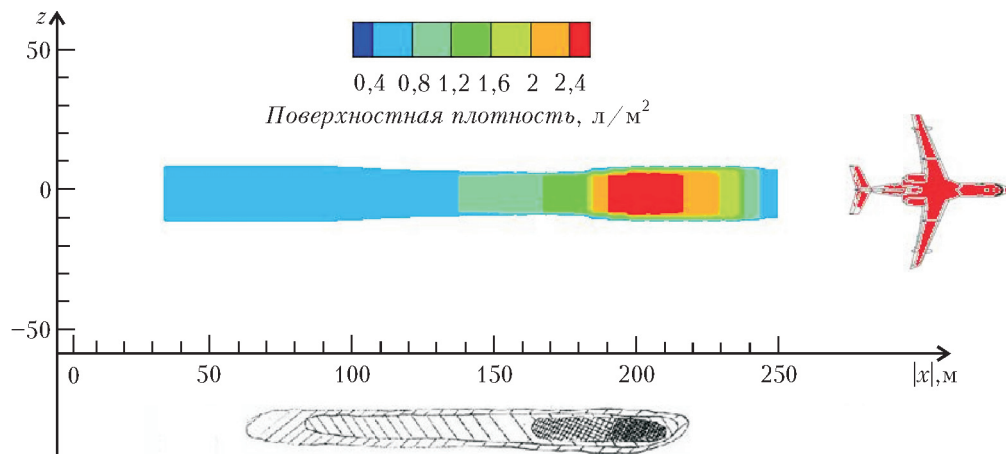 z
50
0,4 0,8 1,2 1,6 2 2,4
Поверхностная плотность, л/м²
0
−50
0 50 100 150 200 250 |x|, м